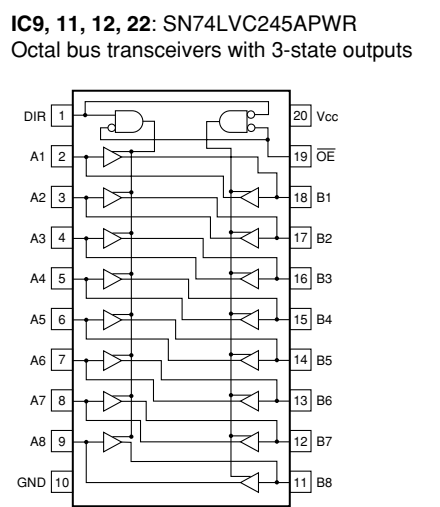 IC9, 11, 12, 22: SN74LVC245APWR
Octal bus transceivers with 3-state outputs
DIR 1 20 Vcc
A1 2 19 OE
A2 3 18 B1
A3 4 17 B2
A4 5 16 B3
A5 6 15 B4
A6 7 14 B5
A7 8 13 B6
A8 9 12 B7
GND 10 11 B8